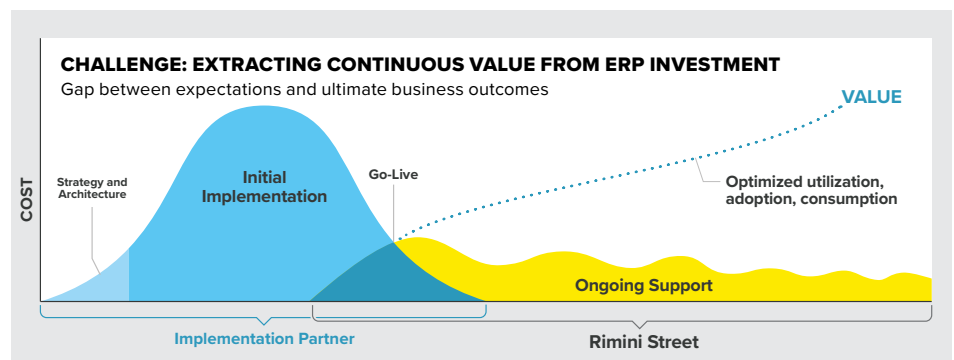 CHALLENGE: EXTRACTING CONTINUOUS VALUE FROM ERP INVESTMENT
Gap between expectations and ultimate business outcomes
VALUE
Strategy and
Architecture
Initial
Implementation
Go-Live
Optimized utilization,
adoption, consumption
COST
Ongoing Support
Implementation Partner
Rimini Street